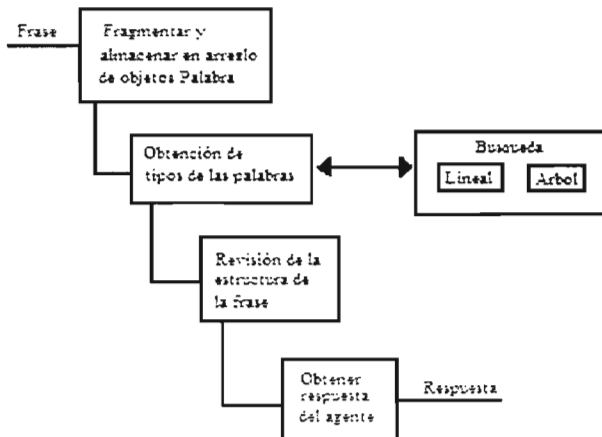 Frase
Fragmentar y
almacenar en arreglo
de objetos Palabra
Obtención de
tipos de las palabras
Busqueda
Lineal
Arbol
Revisión de la
estructura de
la frase
Obtener
respuesta
del agente
Respuesta